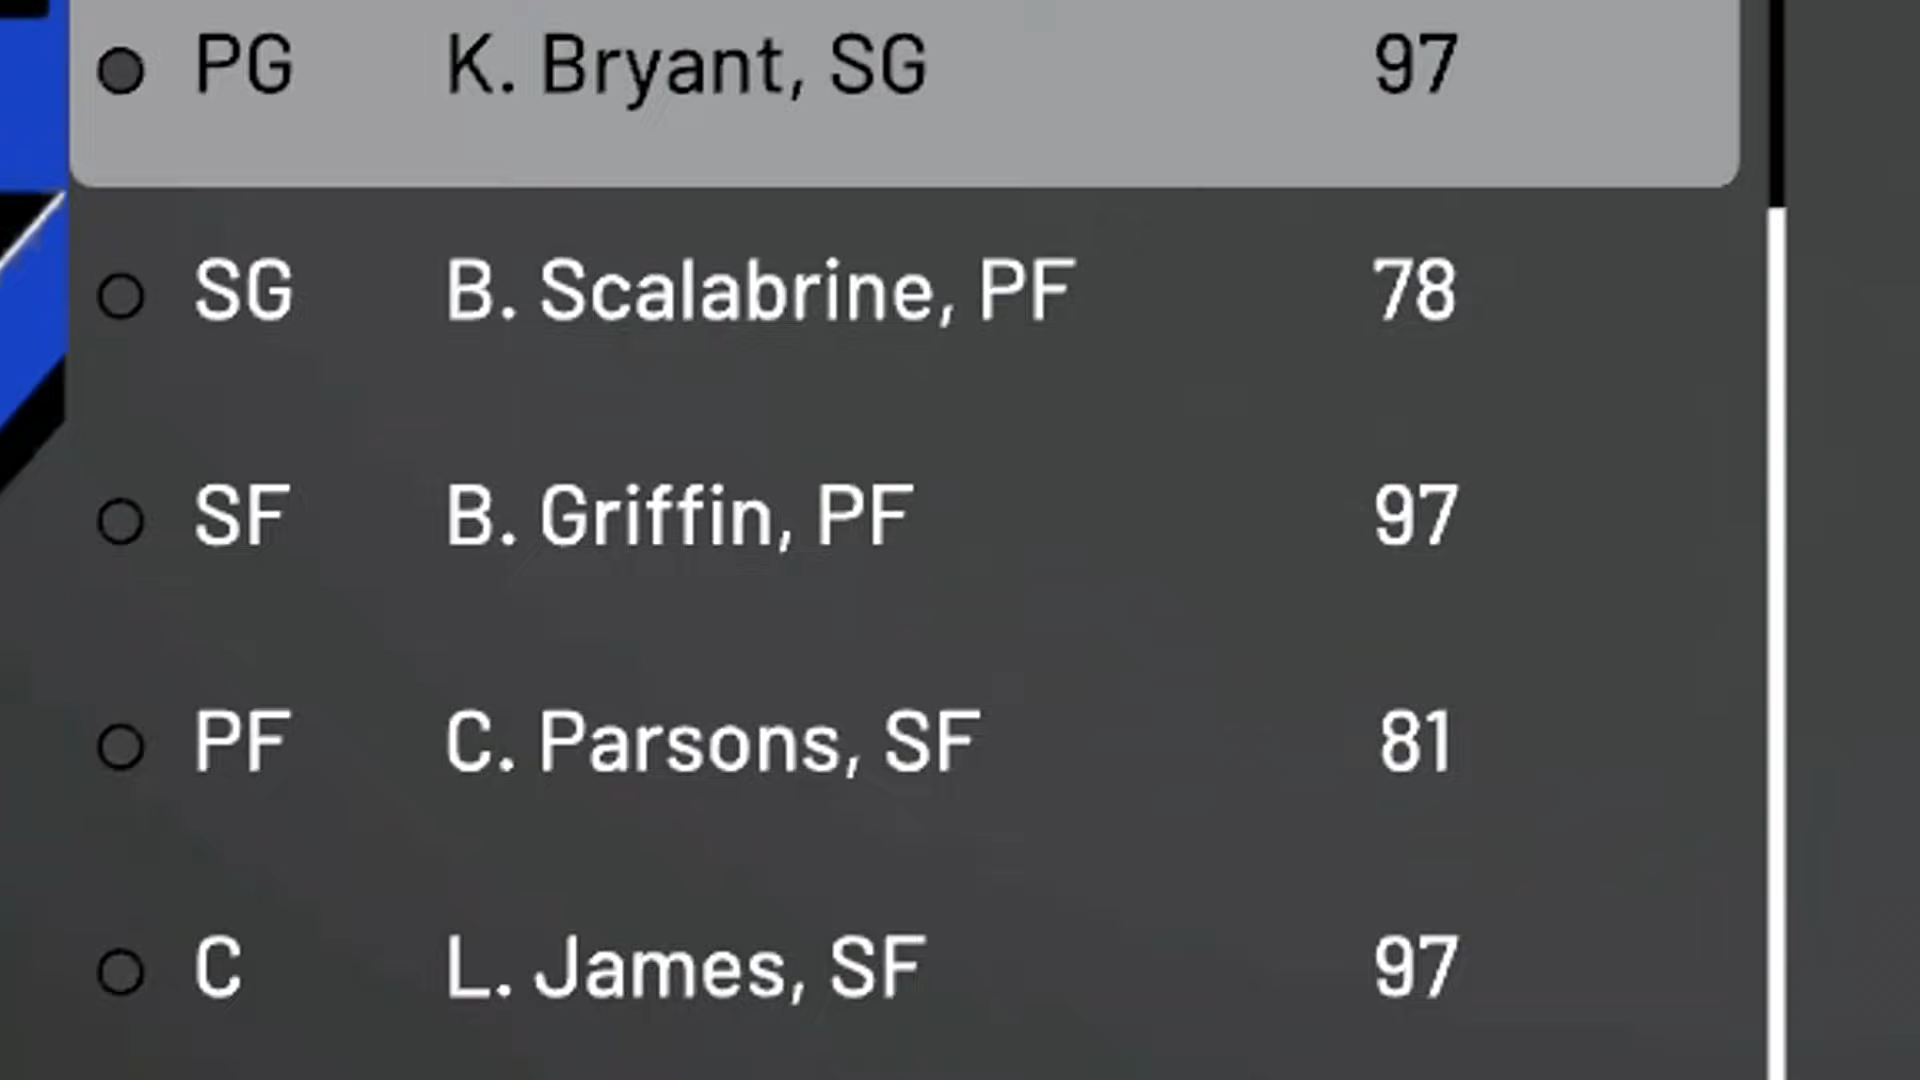 PG K. Bryant, SG 97
SG B. Scalabrine, PF 78
SF B. Griffin, PF 97
PF C. Parsons, SF 81
C L. James, SF 97